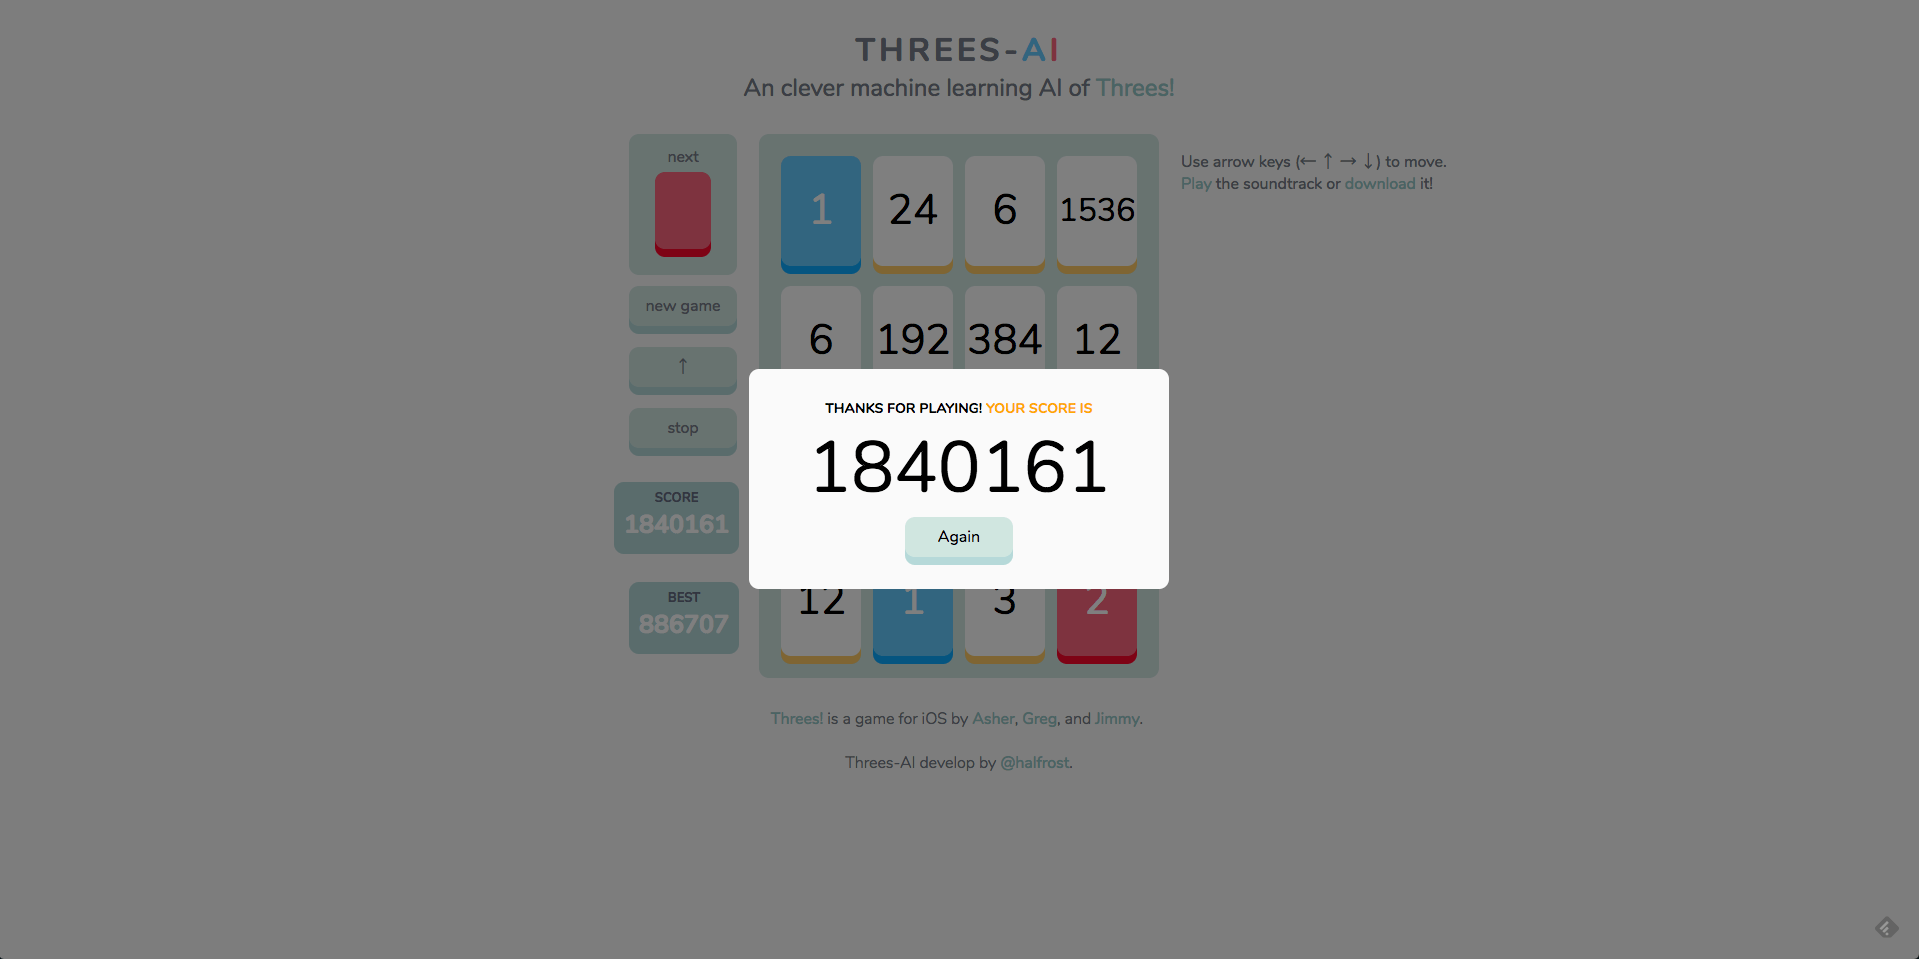 THREES-AI
An clever machine learning AI of Threes!
next
Use arrow keys (← ↑ → ↓) to move.
Play the soundtrack or download it!
1 24 6 1536
new game
6 192 384 12
↑
stop
THANKS FOR PLAYING! YOUR SCORE IS
1840161
Again
SCORE
1840161
BEST
886707
12 1 3 2
Threes! is a game for iOS by Asher, Greg, and Jimmy.
Threes-AI develop by @halfrost.